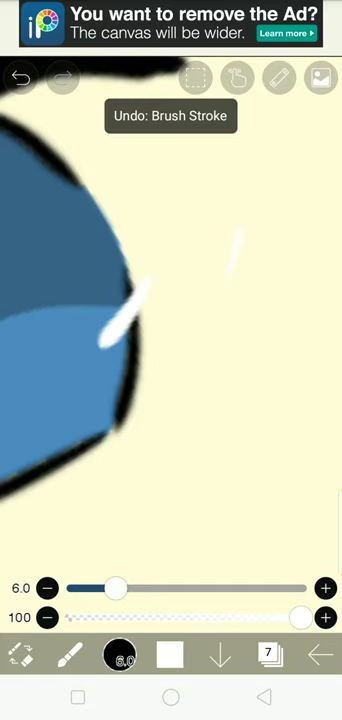 You want to remove the Ad?
The canvas will be wider.
Learn more
iP
Undo: Brush Stroke
6.0
100
6.0
7